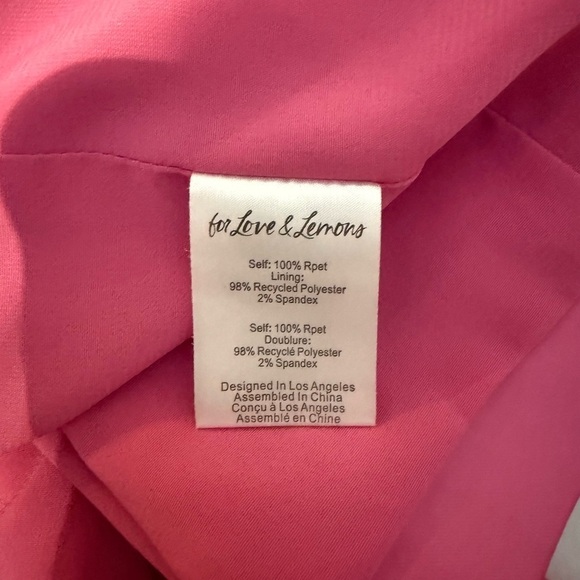 for Love & Lemons
Self: 100% Rpet
Lining:
98% Recycled Polyester
2% Spandex
Self: 100% Rpet
Doublure:
98% Recyclé Polyester
2% Spandex
Designed In Los Angeles
Assembled In China
Conçu à Los Angeles
Assemblé en Chine